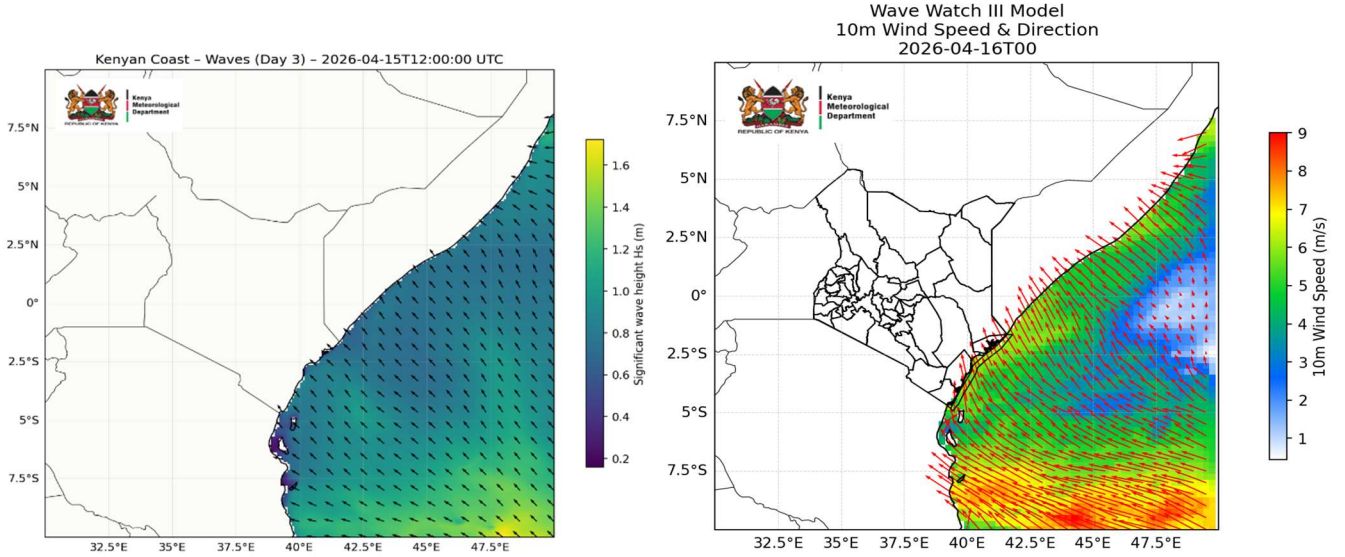 Kenyan Coast – Waves (Day 3) – 2026-04-15T12:00:00 UTC
Kenya
Meteorological
Department
REPUBLIC OF KENYA
7.5°N
5°N
2.5°N
0°
2.5°S
5°S
7.5°S
32.5°E 35°E 37.5°E 40°E 42.5°E 45°E 47.5°E
1.6
1.4
1.2
1.0
0.8
0.6
0.4
0.2
Significant wave height Hs (m)
Wave Watch III Model
10m Wind Speed & Direction
2026-04-16T00
Kenya
Meteorological
Department
REPUBLIC OF KENYA
7.5°N
5°N
2.5°N
0°
2.5°S
5°S
7.5°S
32.5°E 35°E 37.5°E 40°E 42.5°E 45°E 47.5°E
9
8
7
6
5
4
3
2
1
10m Wind Speed (m/s)